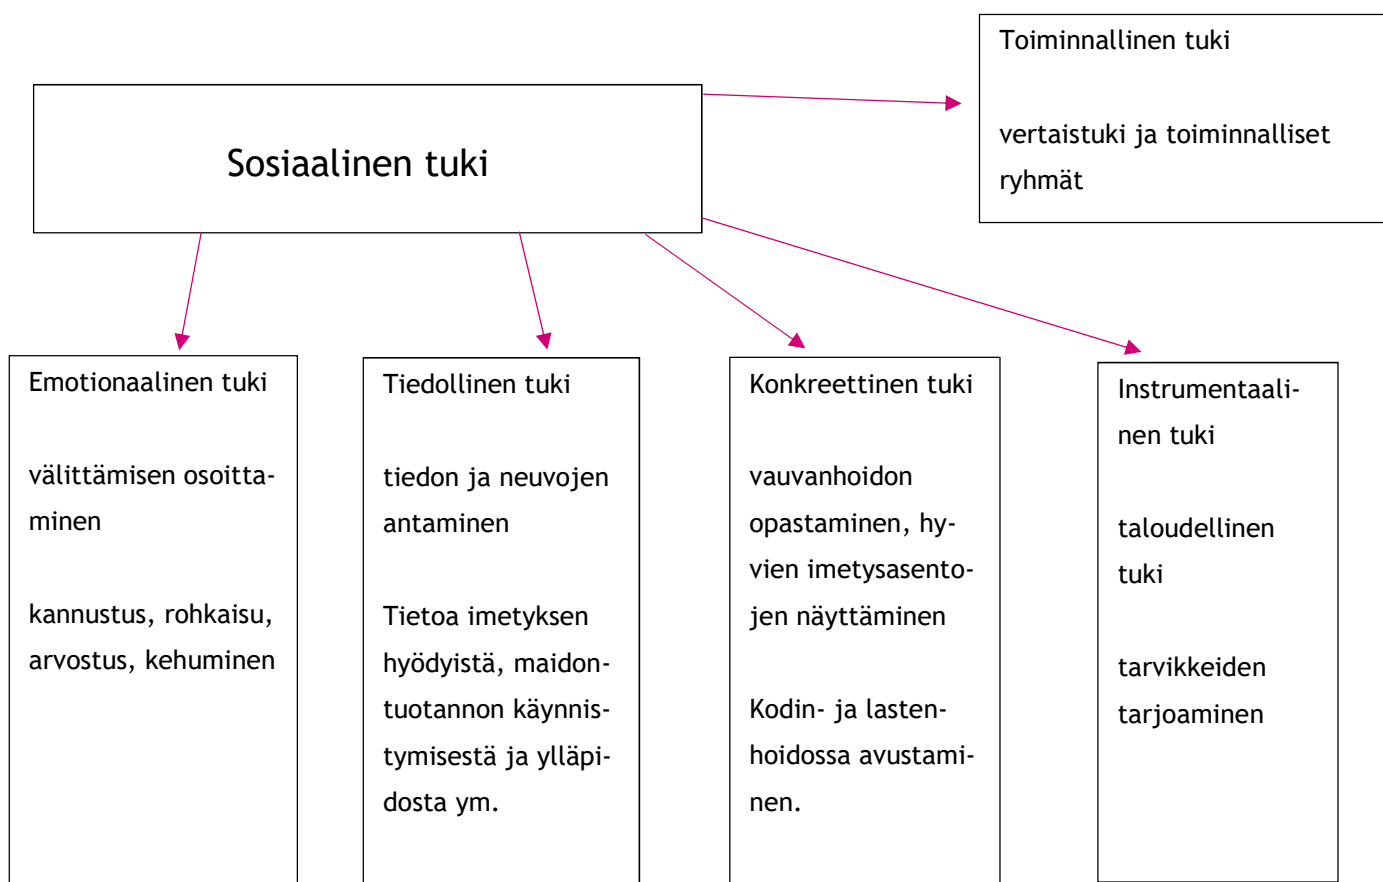 Toiminnallinen tuki
vertaistuki ja toiminnalliset
ryhmät
Sosiaalinen tuki
Emotionaalinen tuki
välittämisen osoitta-
minen
kannustus, rohkaisu,
arvostus, kehuminen
Tiedollinen tuki
tiedon ja neuvojen
antaminen
Tietoa imetyksen
hyödyistä, maidon-
tuotannon käynnis-
tymisestä ja ylläpi-
dosta ym.
Konkreettinen tuki
vauvanhoidon
opastaminen, hy-
vien imetysasento-
jen näyttäminen
Kodin- ja lasten-
hoidossa avustami-
nen.
Instrumentaali-
nen tuki
taloudellinen
tuki
tarvikkeiden
tarjoaminen